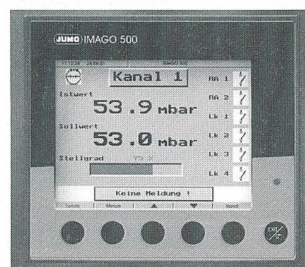 JUMO IMAGO 500
Kanal 1
Istwert
53.9 mbar
Sollwert
53.0 mbar
Stellgrad
RA 1
RA 2
Lk 1
Lk 2
Lk 3
Lk 4
Keine Meldung !
EXIT